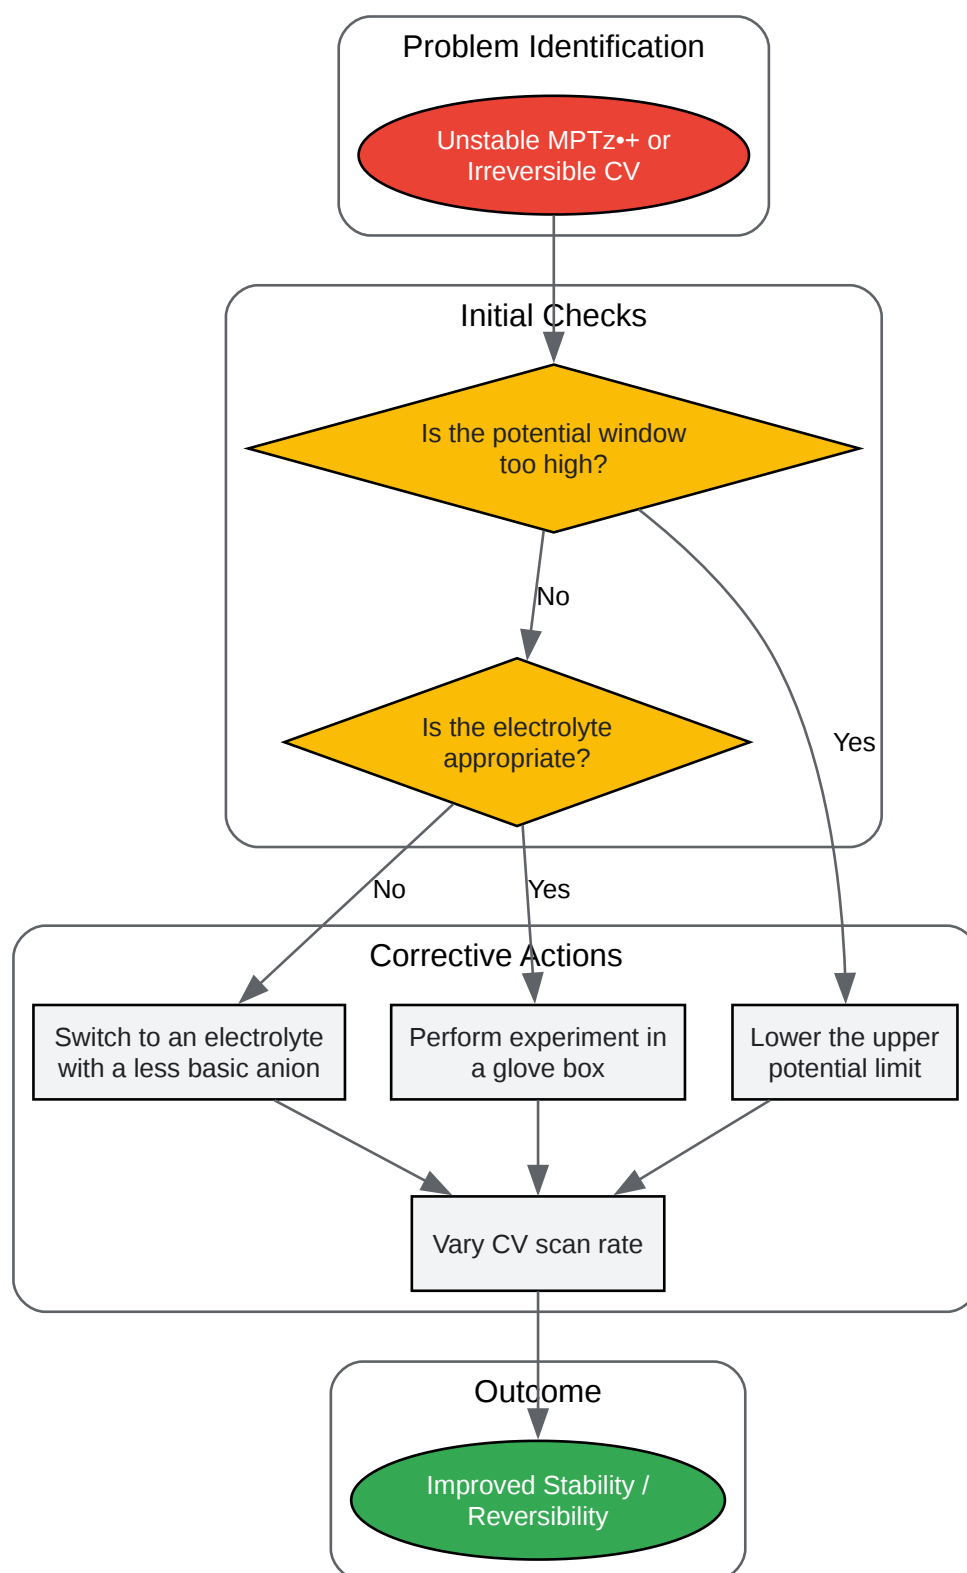 Problem Identification
Unstable MPTz•+ or
Irreversible CV
Initial Checks
Is the potential window
too high?
No
Is the electrolyte
appropriate?
Yes
No
Yes
Corrective Actions
Switch to an electrolyte
with a less basic anion
Perform experiment in
a glove box
Lower the upper
potential limit
Vary CV scan rate
Outcome
Improved Stability /
Reversibility